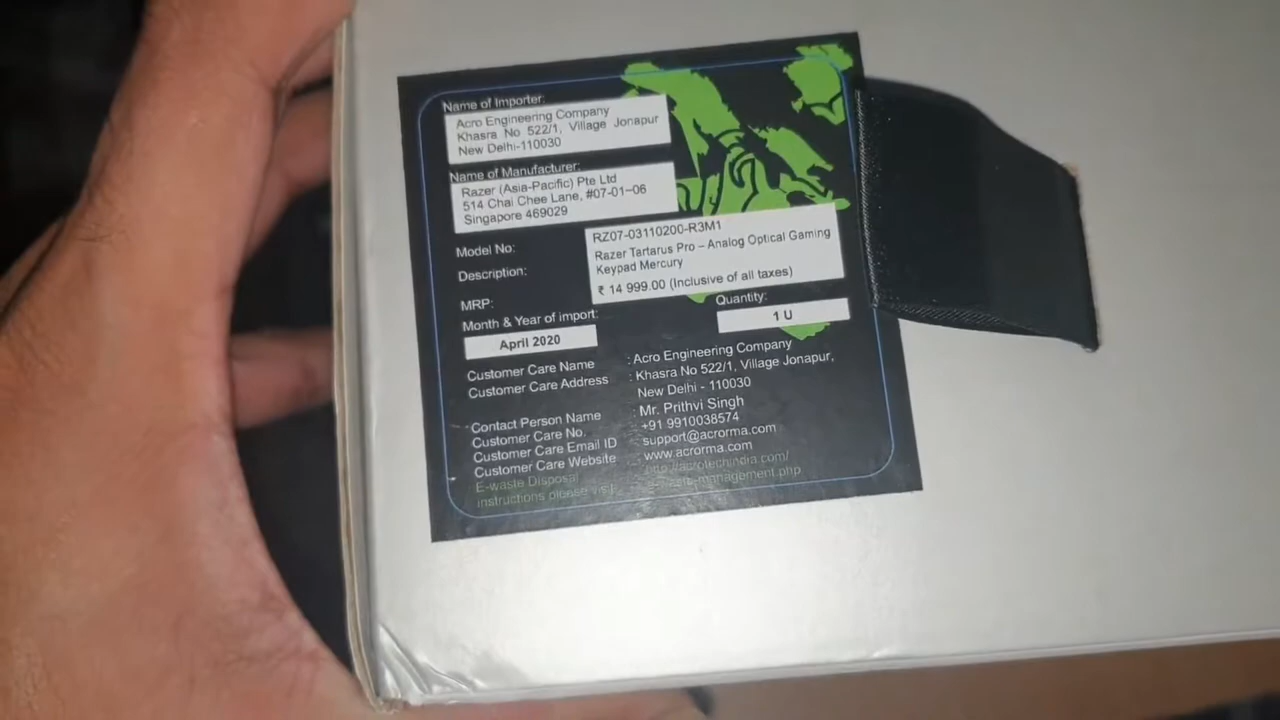 Name of Importer:
Acro Engineering Company
Khasra No 522/1, Village Jonapur
New Delhi-110030
Name of Manufacturer:
Razer (Asia-Pacific) Pte Ltd
514 Chai Chee Lane, #07-01-06
Singapore 469029
Model No:
RZ07-03110200-R3M1
Description:
Razer Tartarus Pro – Analog Optical Gaming
Keypad Mercury
MRP:
₹ 14 999.00 (Inclusive of all taxes)
Month & Year of import:
April 2020
Quantity:
1 U
Customer Care Name : Acro Engineering Company
Customer Care Address : Khasra No 522/1, Village Jonapur,
New Delhi - 110030
Contact Person Name : Mr. Prithvi Singh
Customer Care No. : +91 9910038574
Customer Care Email ID : support@acrorma.com
Customer Care Website : www.acrorma.com
E-waste Disposal : http://acrotechindia.com/
instructions please visit